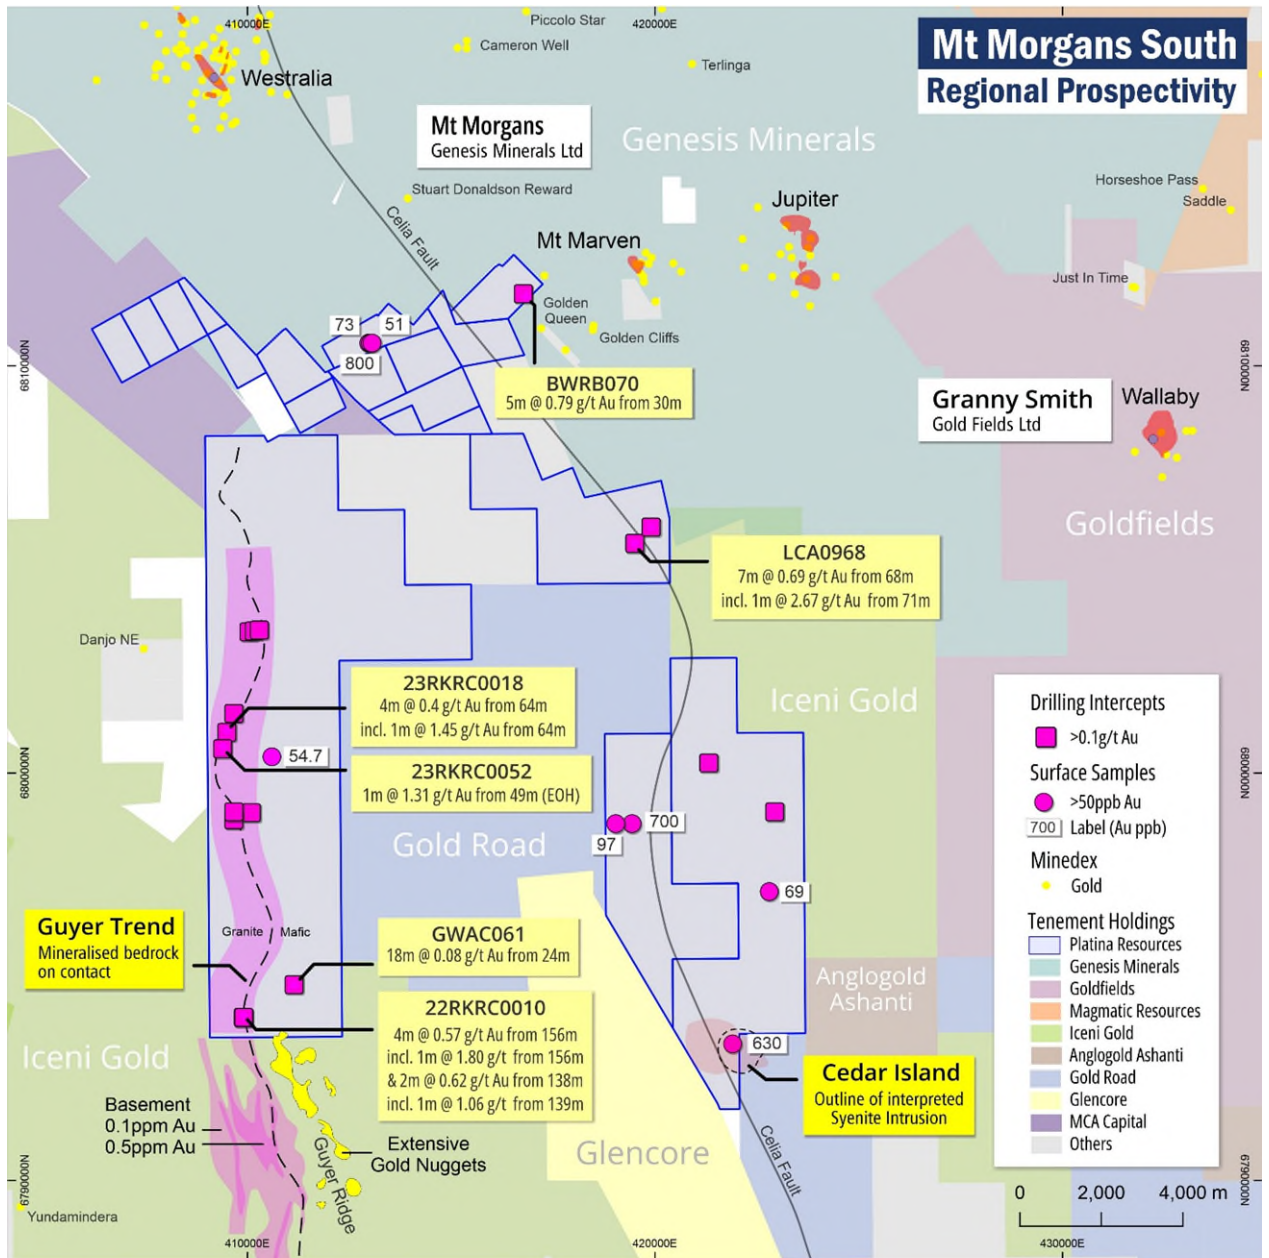 410000E
420000E
Mt Morgans South
Regional Prospectivity
Piccolo Star
Cameron Well
Terlinga
Westralia
Mt Morgans
Genesis Minerals Ltd
Genesis Minerals
Stuart Donaldson Reward
Horseshoe Pass
Saddle
Jupiter
Celia Fault
Mt Marven
Just In Time
Golden
Queen
Golden Cliffs
73
51
800
6810000N
6810000N
BWRB070
5m @ 0.79 g/t Au from 30m
Granny Smith
Gold Fields Ltd
Wallaby
Goldfields
LCA0968
7m @ 0.69 g/t Au from 68m
incl. 1m @ 2.67 g/t Au from 71m
Danjo NE
23RKRC0018
4m @ 0.4 g/t Au from 64m
incl. 1m @ 1.45 g/t Au from 64m
Iceni Gold
54.7
23RKRC0052
1m @ 1.31 g/t Au from 49m (EOH)
6800000N
6800000N
Gold Road
700
97
69
Drilling Intercepts
>0.1g/t Au
Surface Samples
>50ppb Au
700
Label (Au ppb)
Minedex
Gold
Tenement Holdings
Platina Resources
Genesis Minerals
Goldfields
Magmatic Resources
Iceni Gold
Anglogold Ashanti
Gold Road
Glencore
MCA Capital
Others
Guyer Trend
Mineralised bedrock
on contact
Granite
Mafic
GWAC061
18m @ 0.08 g/t Au from 24m
Anglogold
Ashanti
22RKRC0010
4m @ 0.57 g/t Au from 156m
incl. 1m @ 1.80 g/t from 156m
& 2m @ 0.62 g/t Au from 138m
incl. 1m @ 1.06 g/t from 139m
630
Cedar Island
Outline of interpreted
Syenite Intrusion
Iceni Gold
Basement
0.1ppm Au
0.5ppm Au
Extensive
Gold Nuggets
Guyer Ridge
Glencore
Celia Fault
6790000N
6790000N
Yundamindera
0
2,000
4,000 m
410000E
420000E
430000E